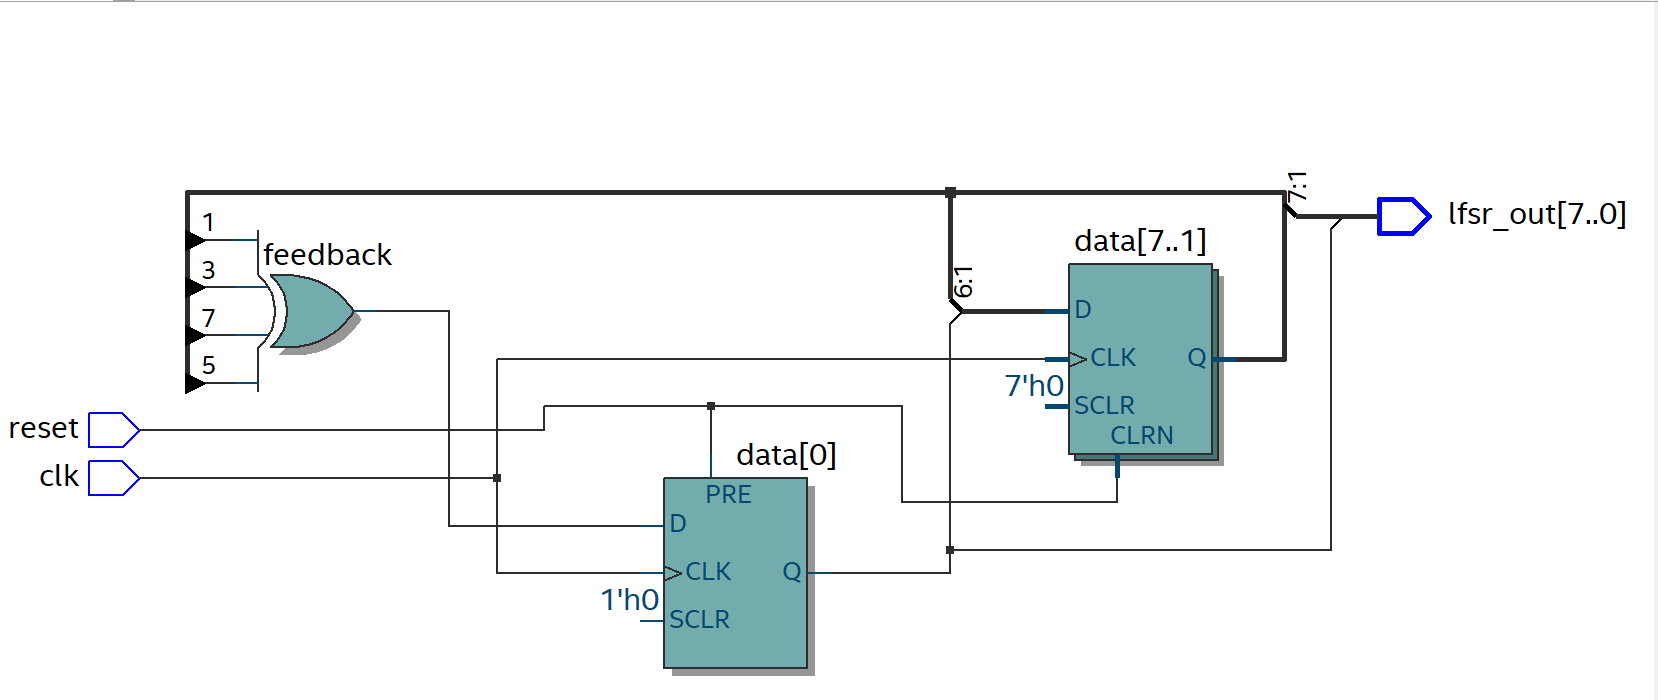 7:1
lfsr_out[7..0]
1
feedback
data[7..1]
3
6:1
7
D
5
CLK
Q
7'h0
SCLR
reset
CLRN
clk
data[0]
PRE
D
CLK
Q
1'h0
SCLR